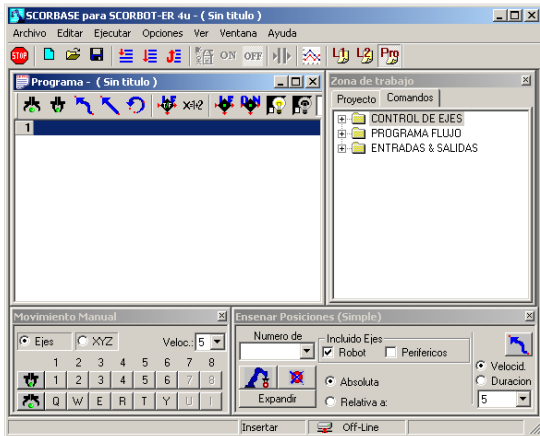 SCORBASE para SCORBOT-ER 4u - ( Sin titulo )
Archivo Editar Ejecutar Opciones Ver Ventana Ayuda
STOP ON OFF L1 L2 Pro
Programa - ( Sin titulo )
1
Zona de trabajo
Proyecto Comandos
CONTROL DE EJES
PROGRAMA FLUJO
ENTRADAS & SALIDAS
Movimiento Manual
Ejes XYZ Veloc.: 5
1 2 3 4 5 6 7 8
1 2 3 4 5 6 7 8
Q W E R T Y U I
Ensenar Posiciones (Simple)
Numero de
Incluido Ejes
Robot Perifericos
Absoluta
Relativa a:
Expandir
Velocid.
Duracion
5
Insertar Off-Line